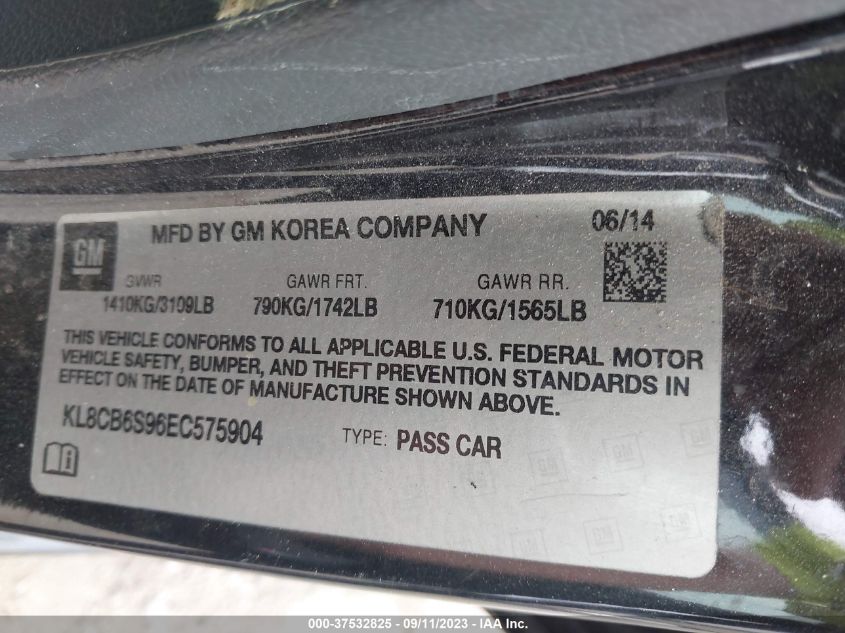 MFD BY GM KOREA COMPANY 06/14
GM
GVWR GAWR FRT. GAWR RR.
1410KG/3109LB 790KG/1742LB 710KG/1565LB
THIS VEHICLE CONFORMS TO ALL APPLICABLE U.S. FEDERAL MOTOR
VEHICLE SAFETY, BUMPER, AND THEFT PREVENTION STANDARDS IN
EFFECT ON THE DATE OF MANUFACTURE SHOWN ABOVE.
KL8CB6S96EC575904 TYPE: PASS CAR
000-37532825 - 09/11/2023 - IAA Inc.